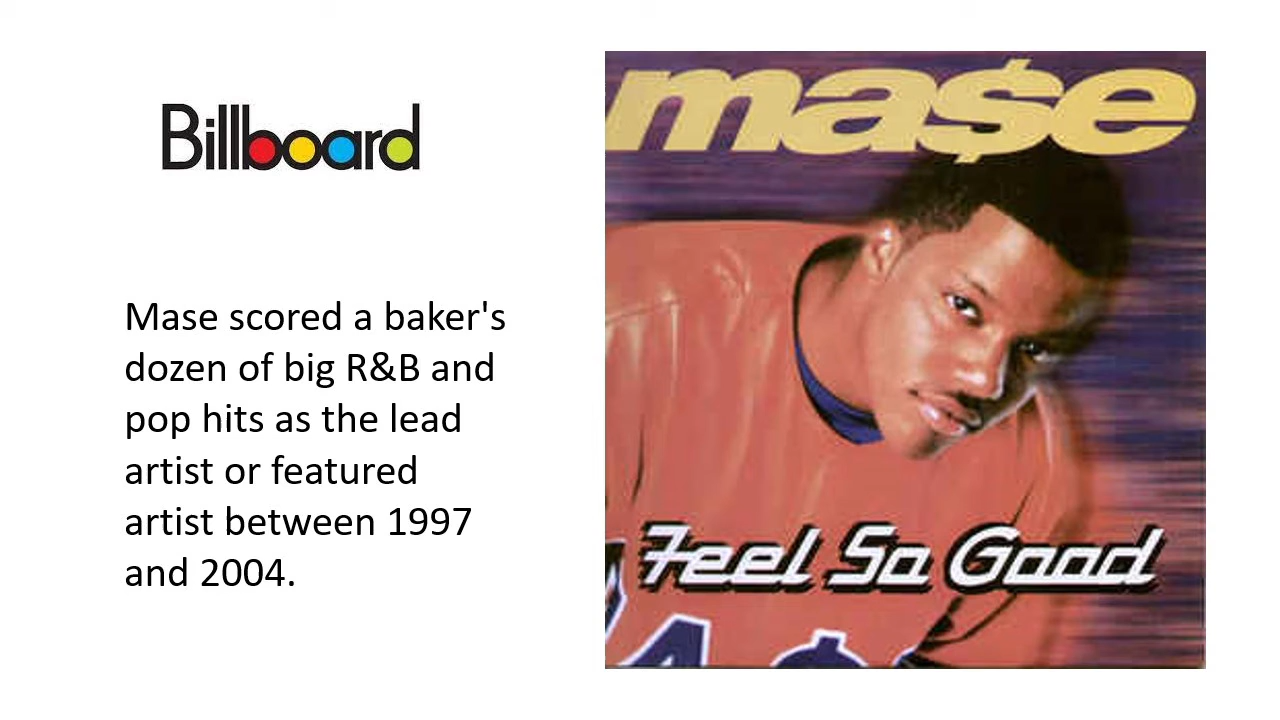 Billboard
Mase scored a baker's
dozen of big R&B and
pop hits as the lead
artist or featured
artist between 1997
and 2004.
ma$e
Feel So Good